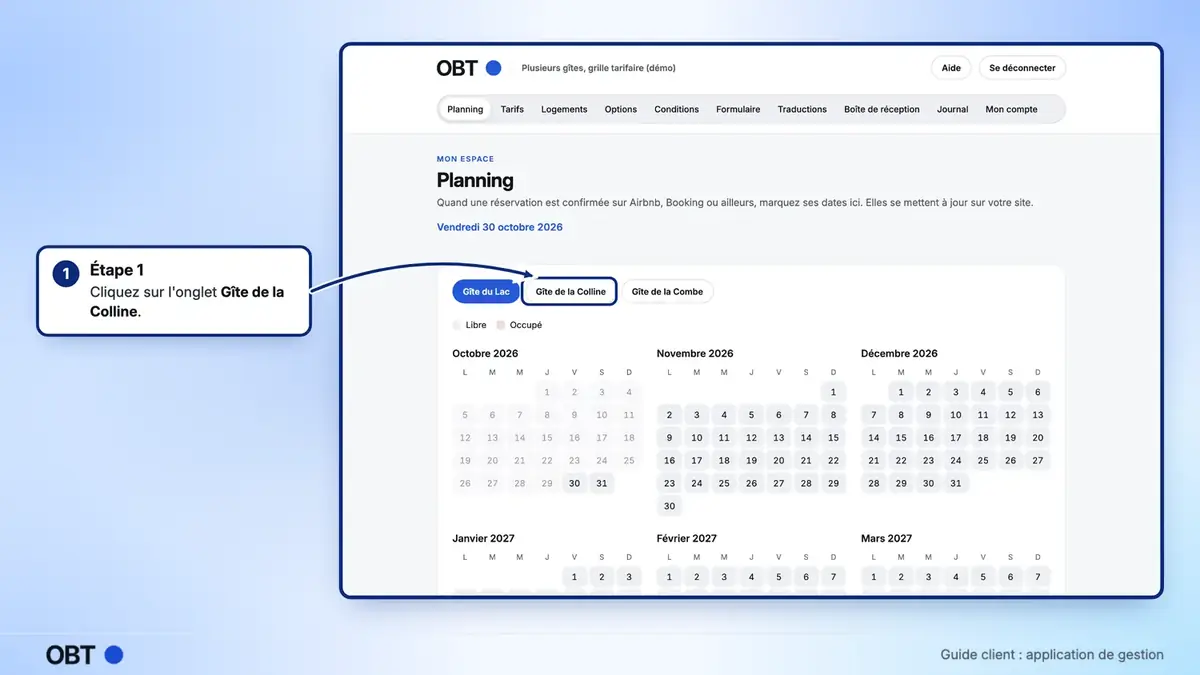 OBT
Plusieurs gîtes, grille tarifaire (démo)
Aide
Se déconnecter
Planning Tarifs Logements Options Conditions Formulaire Traductions Boîte de réception Journal Mon compte
MON ESPACE
Planning
Quand une réservation est confirmée sur Airbnb, Booking ou ailleurs, marquez ses dates ici. Elles se mettent à jour sur votre site.
Vendredi 30 octobre 2026
1
Étape 1
Cliquez sur l'onglet Gîte de la
Colline.
Gîte du Lac Gîte de la Colline Gîte de la Combe
Libre Occupé
Octobre 2026
L M M J V S D
1 2 3 4
5 6 7 8 9 10 11
12 13 14 15 16 17 18
19 20 21 22 23 24 25
26 27 28 29 30 31
Novembre 2026
L M M J V S D
1
2 3 4 5 6 7 8
9 10 11 12 13 14 15
16 17 18 19 20 21 22
23 24 25 26 27 28 29
30
Décembre 2026
L M M J V S D
1 2 3 4 5 6
7 8 9 10 11 12 13
14 15 16 17 18 19 20
21 22 23 24 25 26 27
28 29 30 31
Janvier 2027
L M M J V S D
1 2 3
Février 2027
L M M J V S D
1 2 3 4 5 6 7
Mars 2027
L M M J V S D
1 2 3 4 5 6 7
OBT
Guide client : application de gestion